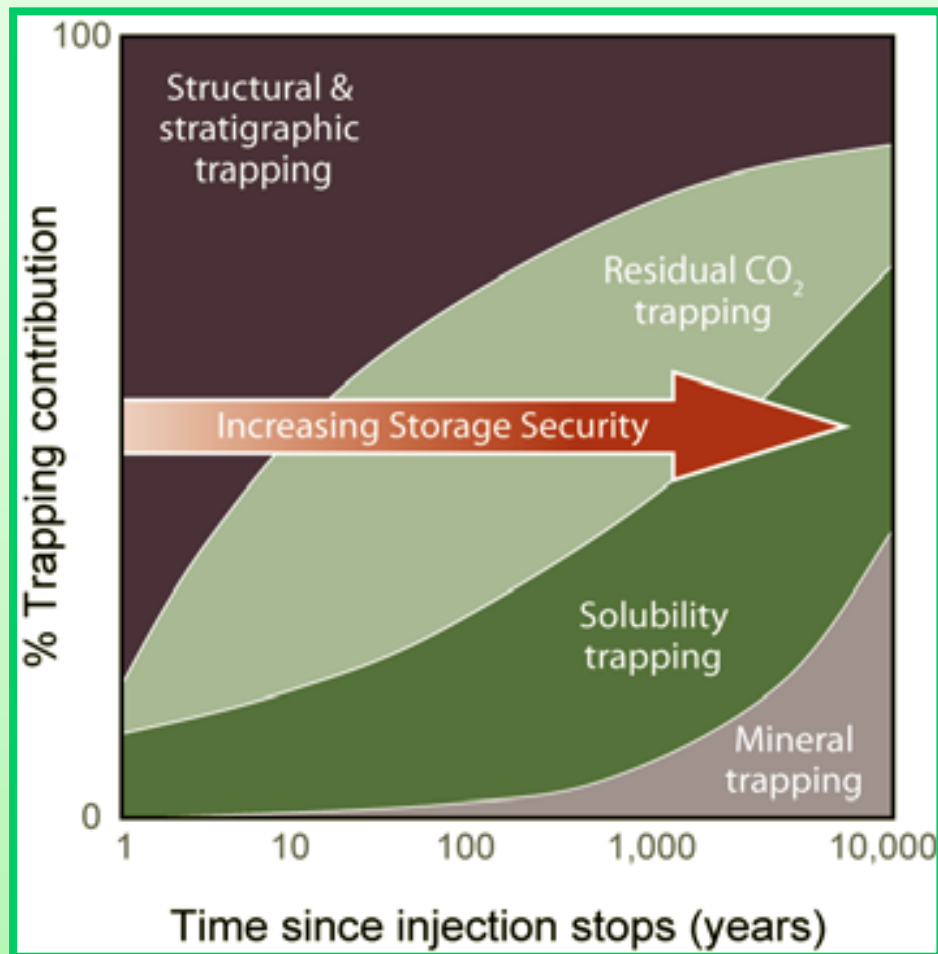 100
Structural &
stratigraphic
trapping
Residual CO₂
trapping
Increasing Storage Security
Solubility
trapping
Mineral
trapping
% Trapping contribution
0
1 10 100 1,000 10,000
Time since injection stops (years)